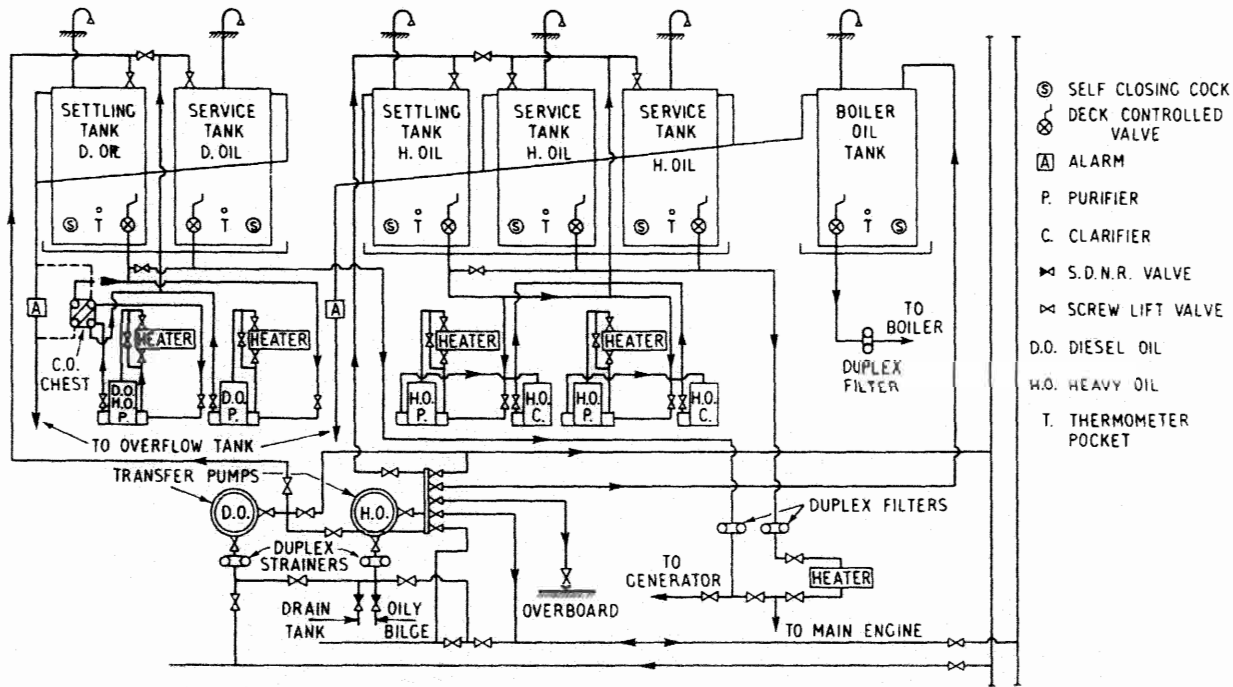 SETTLING
TANK
D. OIL
SERVICE
TANK
D. OIL
SETTLING
TANK
H. OIL
SERVICE
TANK
H. OIL
SERVICE
TANK
H. OIL
BOILER
OIL
TANK
S T
T S
S T
S T
T S
T S
A
A
C.O.
CHEST
HEATER
HEATER
HEATER
HEATER
D.O.
H.O.
P.
D.O.
P.
H.O.
P.
H.O.
C.
H.O.
P.
H.O.
C.
TO
BOILER
DUPLEX
FILTER
TO OVERFLOW TANK
TRANSFER PUMPS
D.O.
H.O.
DUPLEX
STRAINERS
DRAIN
TANK
OILY
BILGE
OVERBOARD
DUPLEX FILTERS
TO
GENERATOR
HEATER
TO MAIN ENGINE
S SELF CLOSING COCK
DECK CONTROLLED
VALVE
A ALARM
P. PURIFIER
C. CLARIFIER
S.D.N.R. VALVE
SCREW LIFT VALVE
D.O. DIESEL OIL
H.O. HEAVY OIL
T. THERMOMETER
POCKET